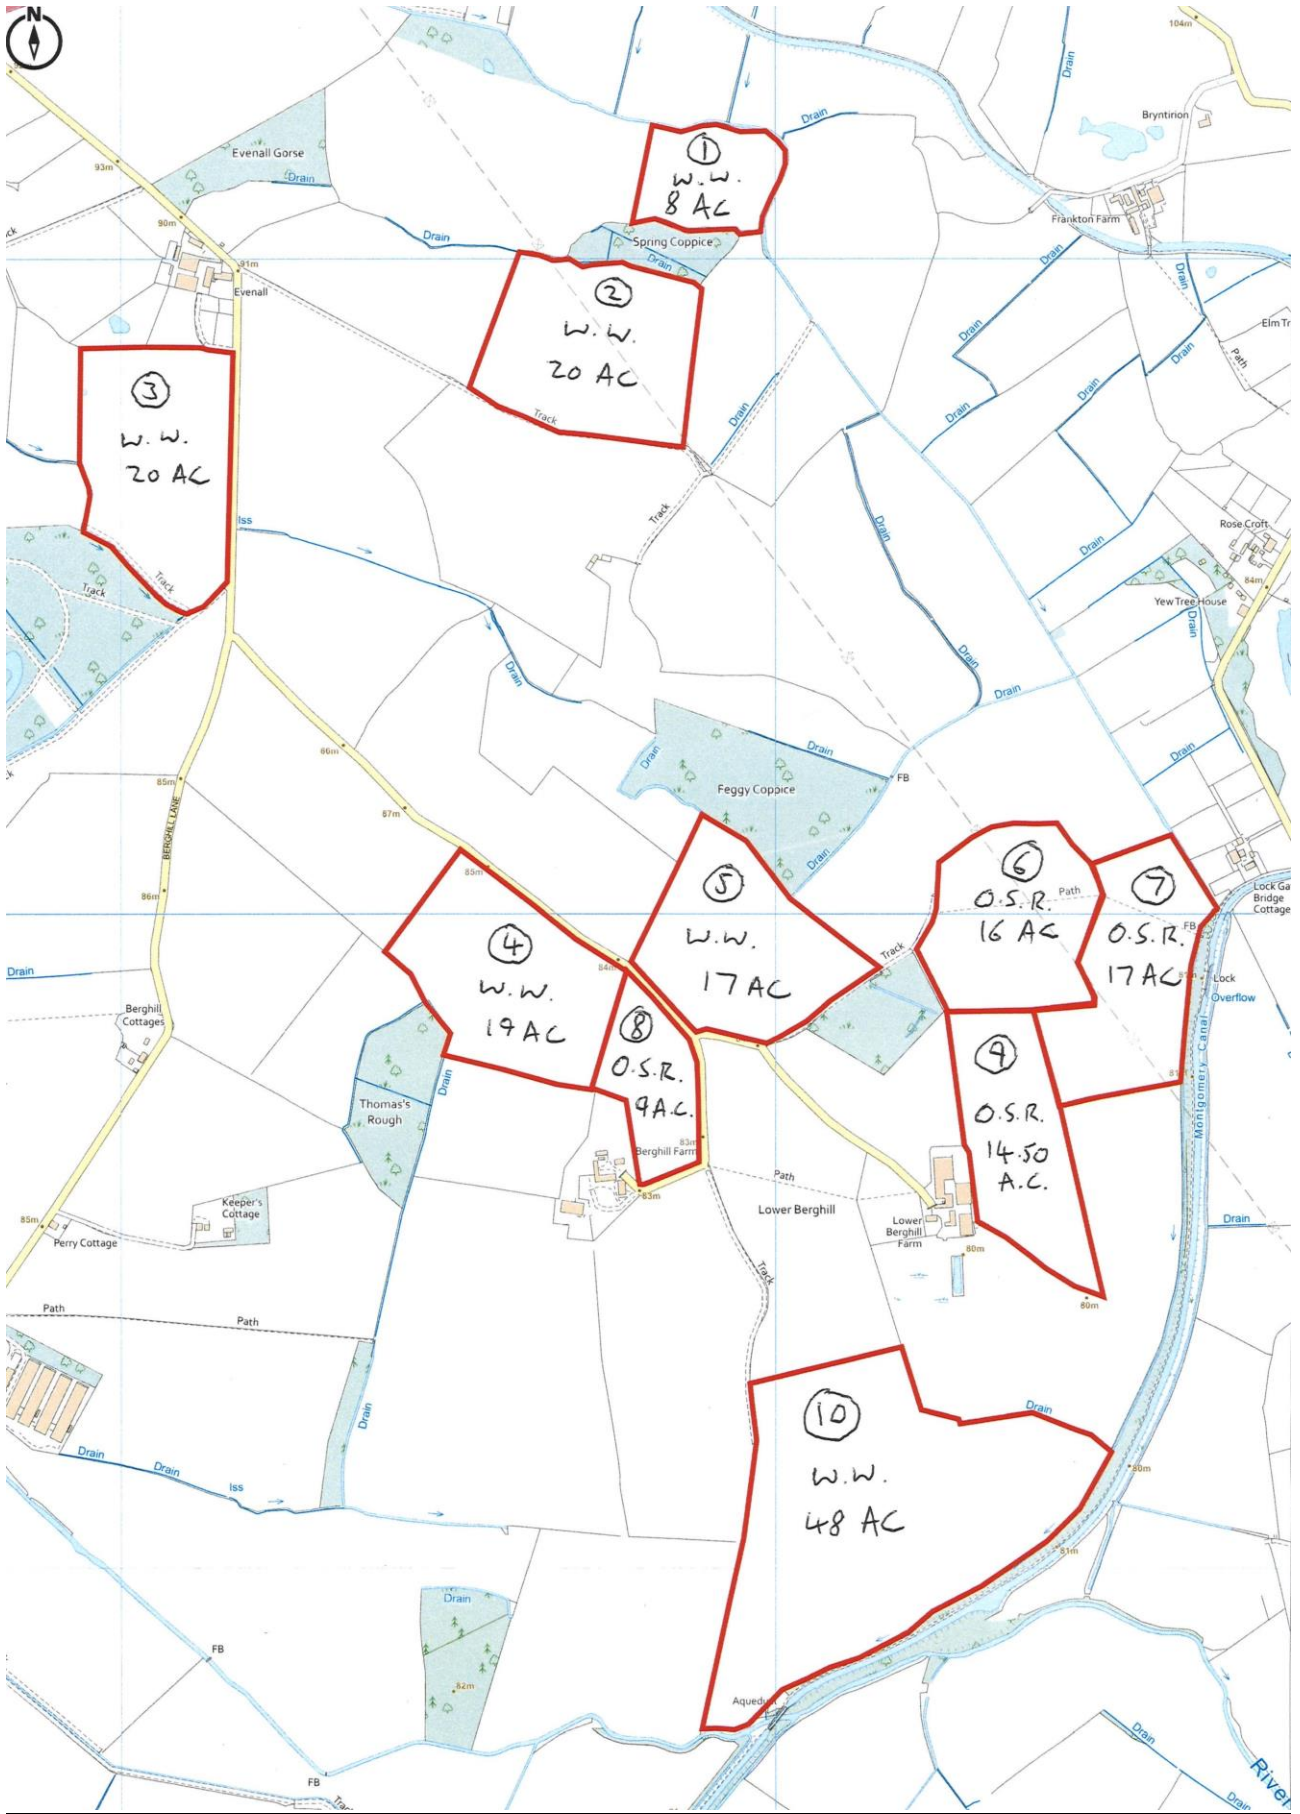 N
104m
Drain
Drain
Bryntirion
Evenall Gorse
93m
Drain
1
W.W.
8 AC
Frankton Farm
90m
Drain
Spring Coppice
Drain
Drain
Drain
91m
Evenall
2
W.W.
20 AC
Drain
Elm Tr
Path
Drain
3
W.W.
20 AC
Track
Drain
Drain
Drain
Iss
Track
Drain
Drain
Rose Croft
84m
Track
Track
Yew Tree House
Drain
Drain
Drain
Drain
86m
Drain
Drain
Drain
85m
Feggy Coppice
FB
BERGHILL LANE
87m
Drain
85m
86m
5
W.W.
17 AC
6
O.S.R.
16 AC
Path
7
O.S.R.
17 AC
FB
Lock Ga
Bridge
Cottage
4
W.W.
19 AC
84m
Track
Drain
Lock
Overflow
Berghill
Cottages
8
O.S.R.
9 A.C.
9
O.S.R.
14.50
A.C.
Montgomery Canal
Drain
Thomas's
Rough
83m
Berghill Farm
83m
Path
Lower Berghill
Keeper's
Cottage
85m
Perry Cottage
Lower
Berghill
Farm
80m
Drain
Track
80m
Path
Path
10
W.W.
48 AC
Drain
Drain
Drain
Drain
80m
Iss
81m
Drain
FB
82m
Aqueduct
Drain
FB
Drain
River